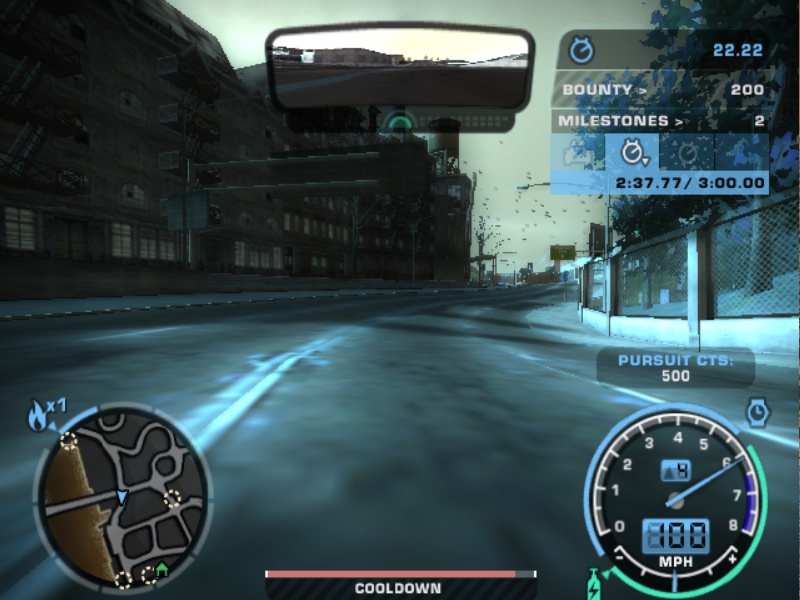 22.22
BOUNTY > 200
MILESTONES > 2
2:37.77/ 3:00.00
PURSUIT CTS:
500
x1
0 1 2 3 4 5 6 7 8
4
100
MPH
- +
COOLDOWN